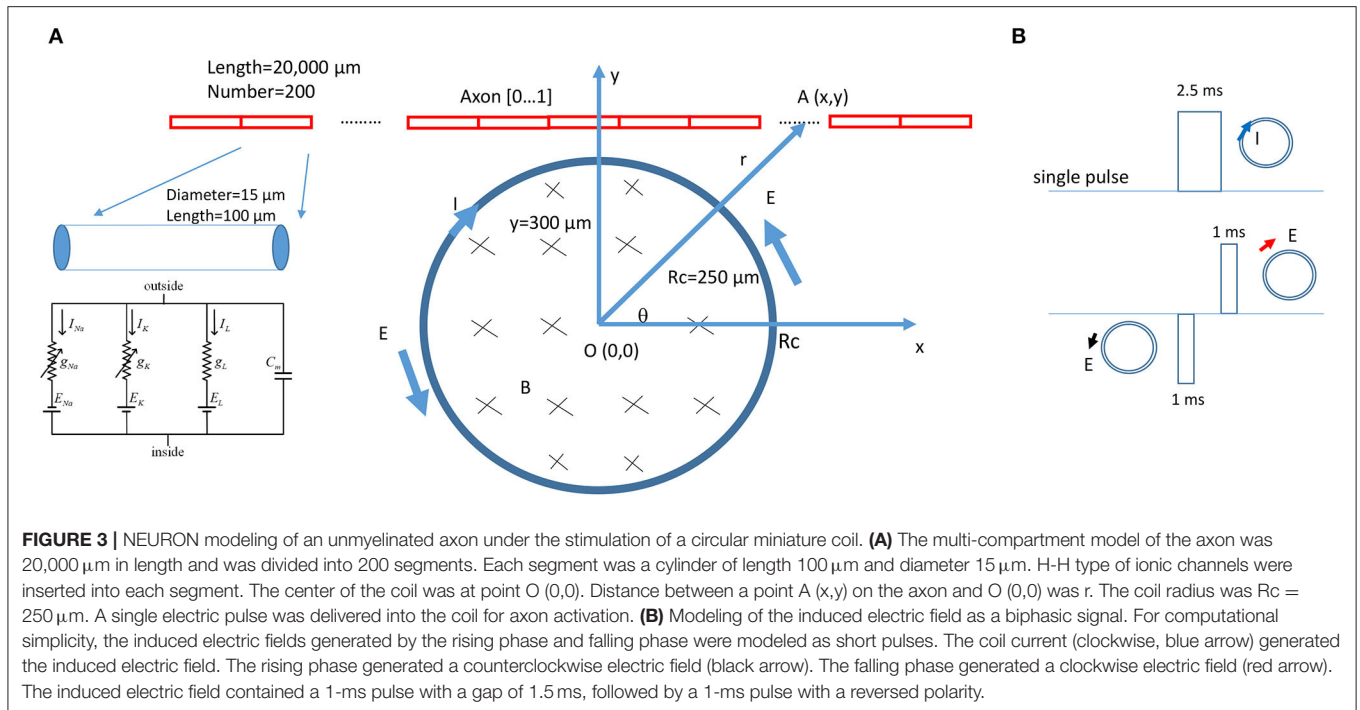 A
Length=20,000 µm
Number=200
.........
Axon [0...1]
y
A (x,y)
.........
Diameter=15 µm
Length=100 µm
I
y=300 µm
r
E
Rc=250 µm
θ
E
O (0,0)
Rc
x
B
outside
I_Na
I_K
I_L
g_Na
g_K
g_L
C_m
E_Na
E_K
E_L
inside
B
2.5 ms
I
single pulse
1 ms
E
E
1 ms
FIGURE 3 | NEURON modeling of an unmyelinated axon under the stimulation of a circular miniature coil. (A) The multi-compartment model of the axon was
20,000 µm in length and was divided into 200 segments. Each segment was a cylinder of length 100 µm and diameter 15 µm. H-H type of ionic channels were
inserted into each segment. The center of the coil was at point O (0,0). Distance between a point A (x,y) on the axon and O (0,0) was r. The coil radius was Rc =
250 µm. A single electric pulse was delivered into the coil for axon activation. (B) Modeling of the induced electric field as a biphasic signal. For computational
simplicity, the induced electric fields generated by the rising phase and falling phase were modeled as short pulses. The coil current (clockwise, blue arrow) generated
the induced electric field. The rising phase generated a counterclockwise electric field (black arrow). The falling phase generated a clockwise electric field (red arrow).
The induced electric field contained a 1-ms pulse with a gap of 1.5 ms, followed by a 1-ms pulse with a reversed polarity.